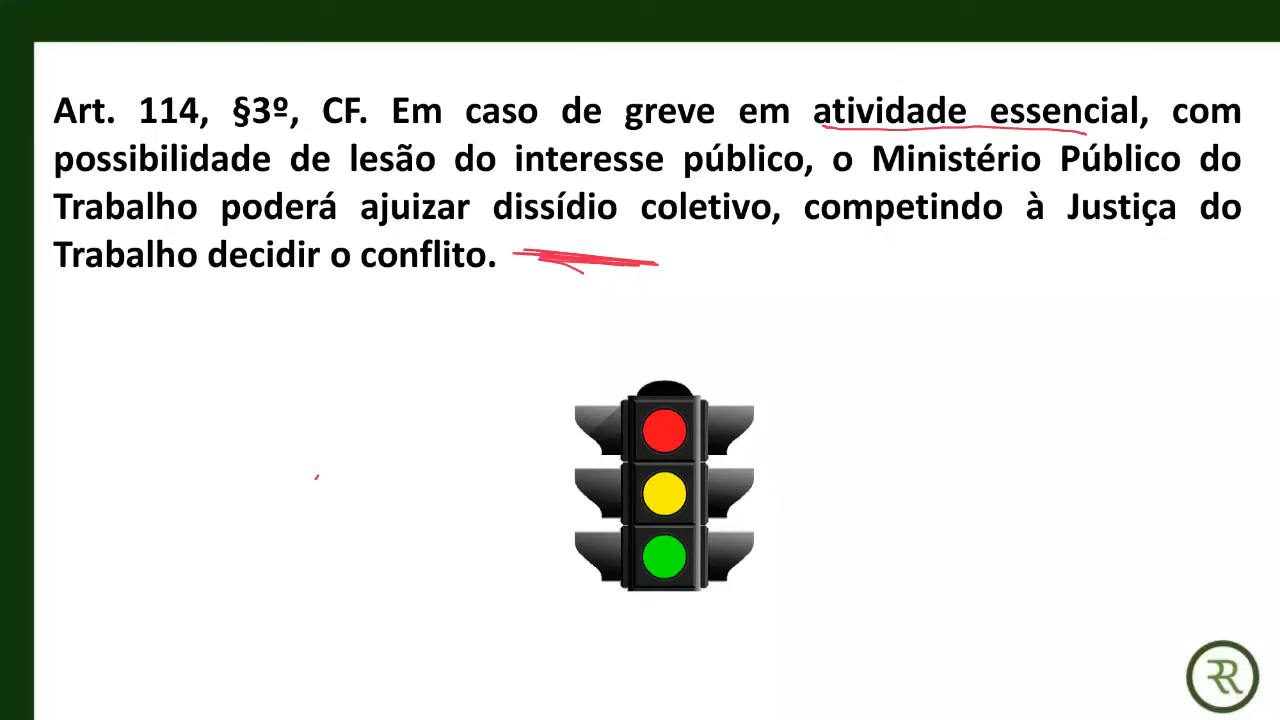 Art. 114, §3º, CF. Em caso de greve em atividade essencial, com
possibilidade de lesão do interesse público, o Ministério Público do
Trabalho poderá ajuizar dissídio coletivo, competindo à Justiça do
Trabalho decidir o conflito.